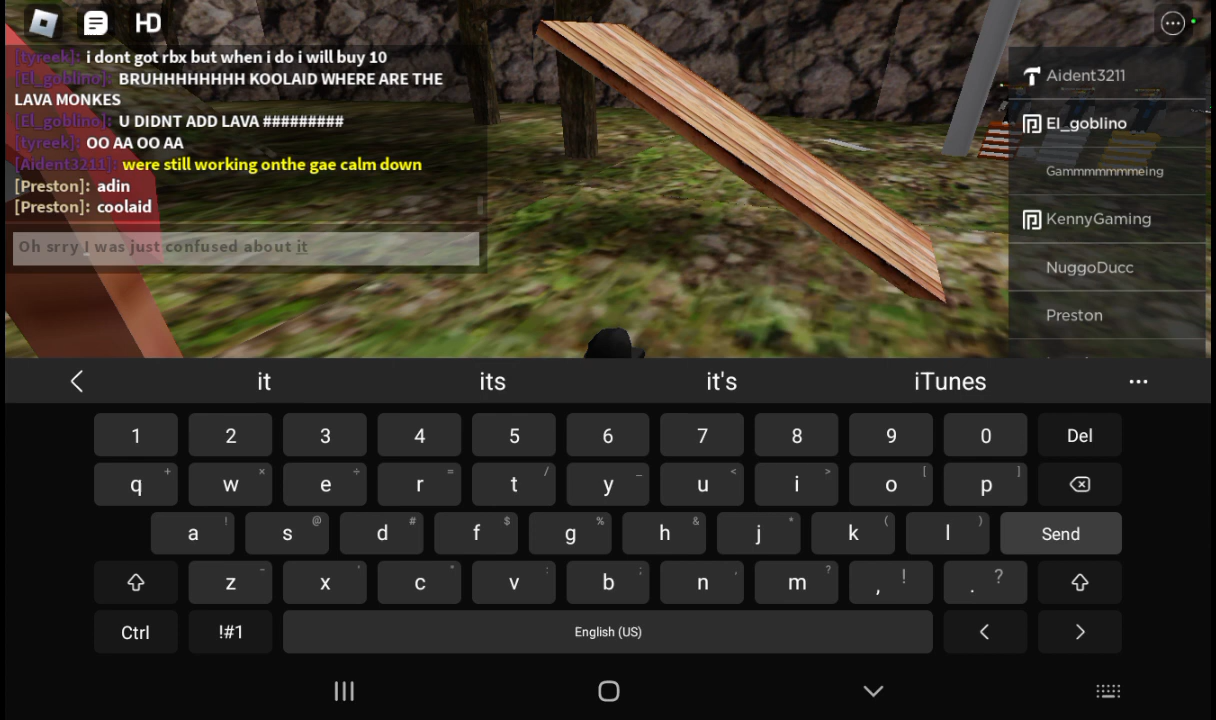 HD
[tyreek]: i dont got rbx but when i do i will buy 10
[El_goblino]: BRUHHHHHHHH KOOLAID WHERE ARE THE
LAVA MONKES
[El_goblino]: U DIDNT ADD LAVA #########
[tyreek]: OO AA OO AA
[Aident3211]: were still working onthe gae calm down
[Preston]: adin
[Preston]: coolaid
Oh srry I was just confused about it
Aident3211
El_goblino
Gammmmmmmeing
KennyGaming
NuggoDucc
Preston
it its it's iTunes
1 2 3 4 5 6 7 8 9 0 Del
q + w × e ÷ r = t / y _ u < i > o [ p ]
a ! s @ d # f $ g % h & j * k ( l ) Send
z - x ' c " v : b ; n , m ? , ! . ?
Ctrl !#1 English (US) < >